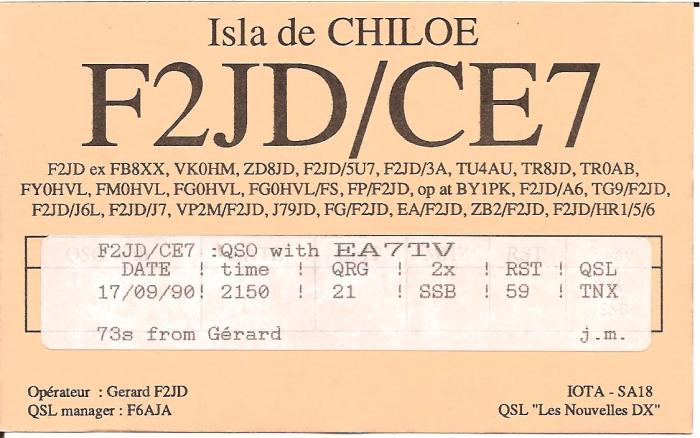 Isla de CHILOE
F2JD/CE7
F2JD ex FB8XX, VK0HM, ZD8JD, F2JD/5U7, F2JD/3A, TU4AU, TR8JD, TR0AB,
FY0HVL, FM0HVL, FG0HVL, FG0HVL/FS, FP/F2JD, op at BY1PK, F2JD/A6, TG9/F2JD,
F2JD/J6L, F2JD/J7, VP2M/F2JD, J79JD, FG/F2JD, EA/F2JD, ZB2/F2JD, F2JD/HR1/5/6
F2JD/CE7 :QSO with EA7TV
DATE ! time ! QRG ! 2x ! RST ! QSL
17/09/90! 2150 ! 21 ! SSB ! 59 ! TNX
73s from Gérard j.m.
Opérateur : Gerard F2JD IOTA - SA18
QSL manager : F6AJA QSL "Les Nouvelles DX"